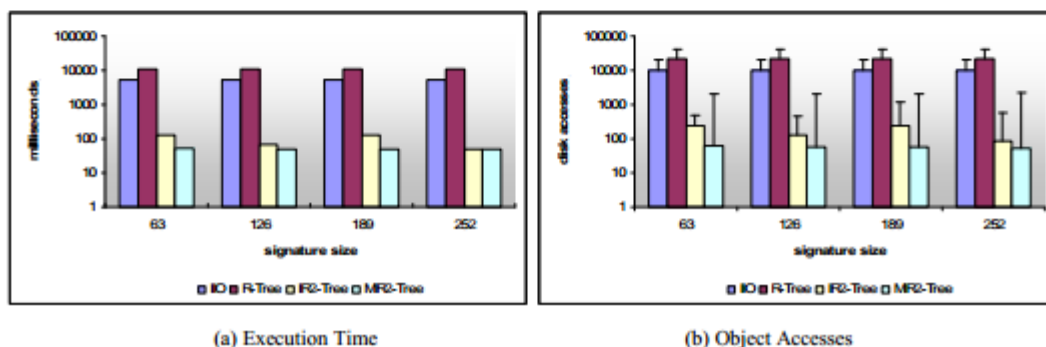 100000
10000
1000
100
10
1
milliseconds
63 126 189 252
signature size
IIO R-Tree IR2-Tree MR2-Tree
(a) Execution Time
100000
10000
1000
100
10
1
disk accesses
63 126 189 252
signature size
IIO R-Tree IR2-Tree MR2-Tree
(b) Object Accesses